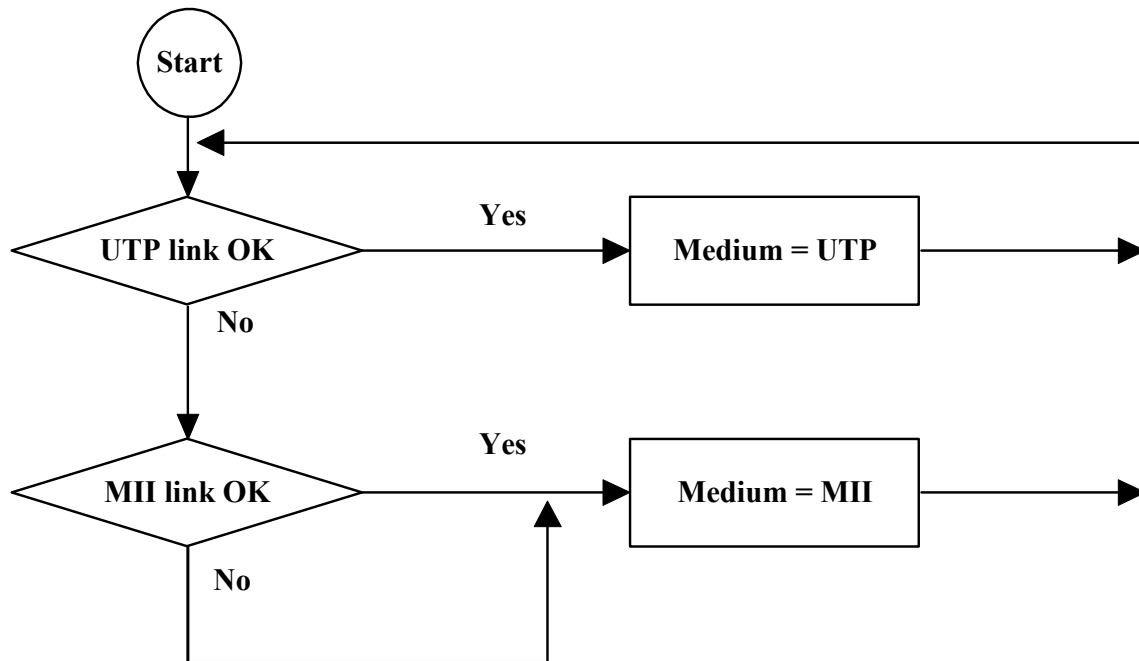 Start
Yes
UTP link OK
Medium = UTP
No
Yes
MII link OK
Medium = MII
No